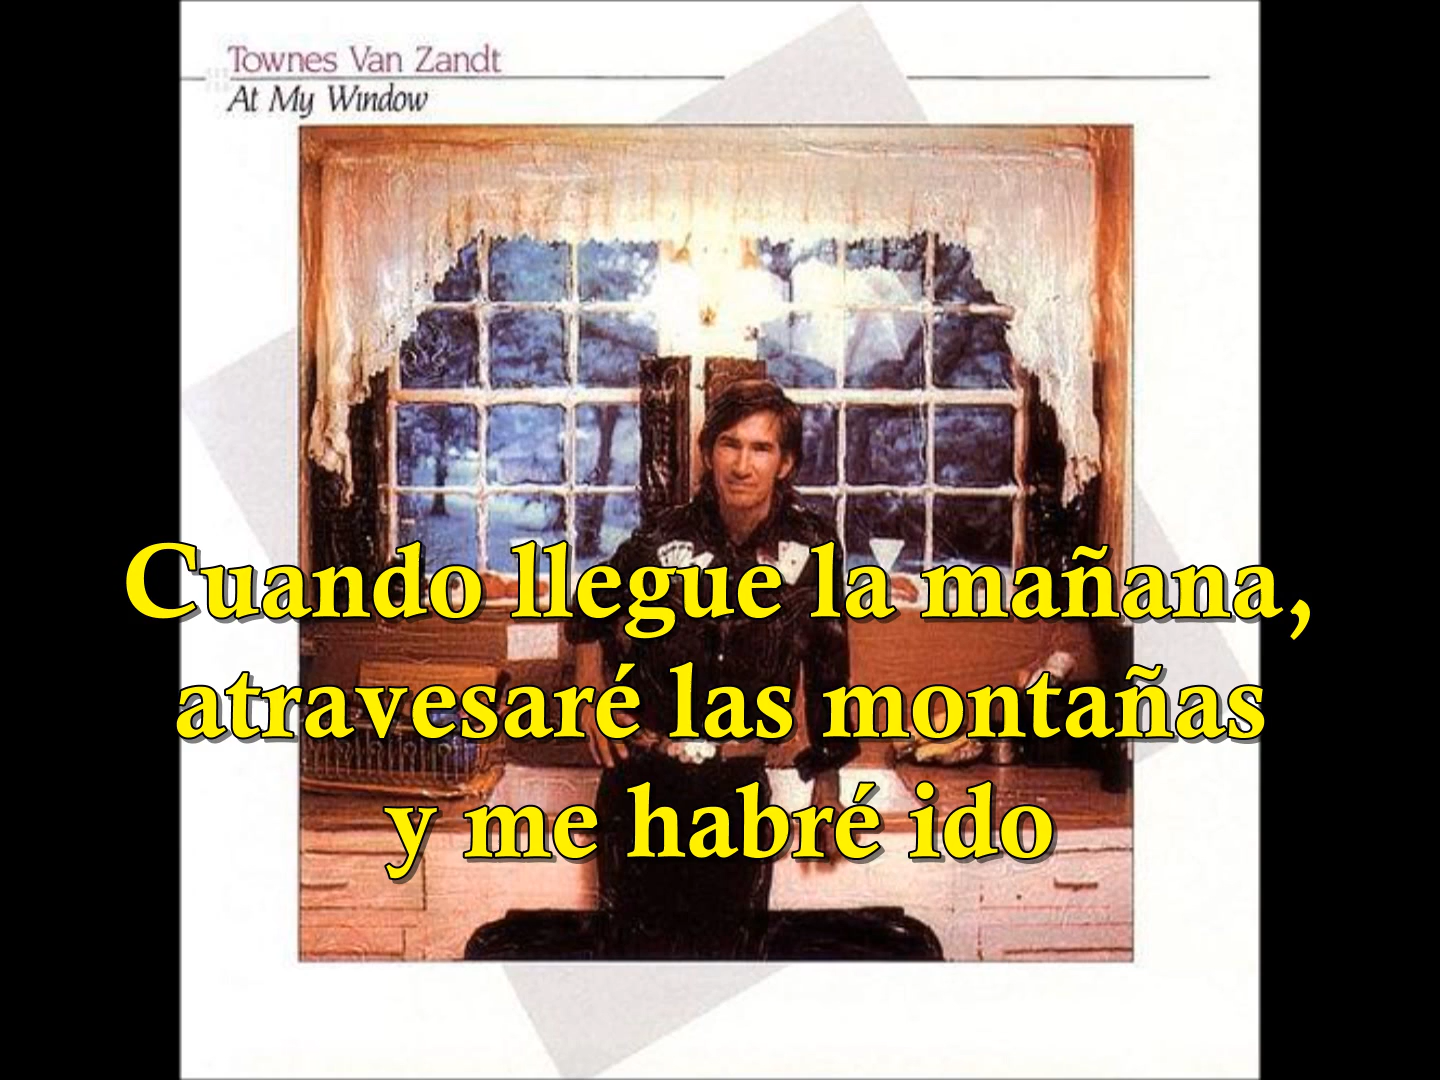 Townes Van Zandt
At My Window
Cuando llegue la mañana,
atravesaré las montañas
y me habré ido